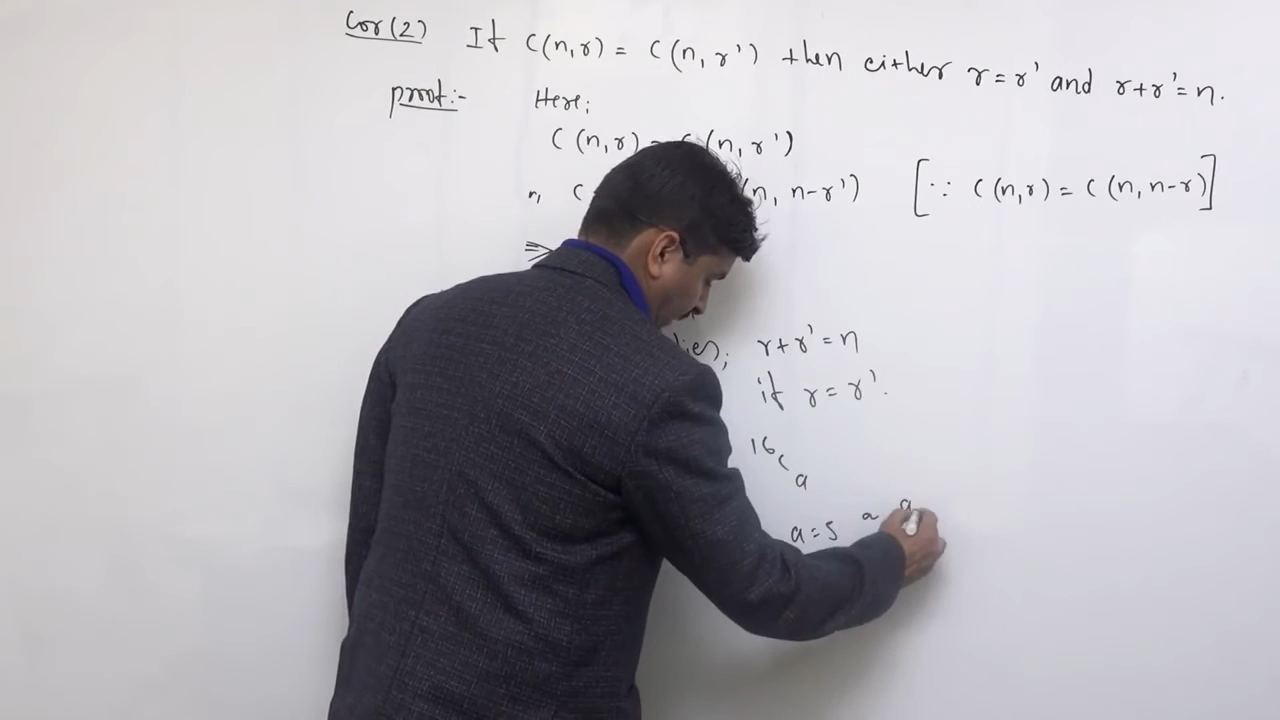 Cor(2) If C(n,r) = C(n,r') then either r=r' and r+r'=n.
proof:- Here;
C(n,r) = C(n,r')
C (n, n-r') [∵ C(n,r) = C(n,n-r)]
⇒
r+r'=n
if r=r'.
16 C a
a=5 a